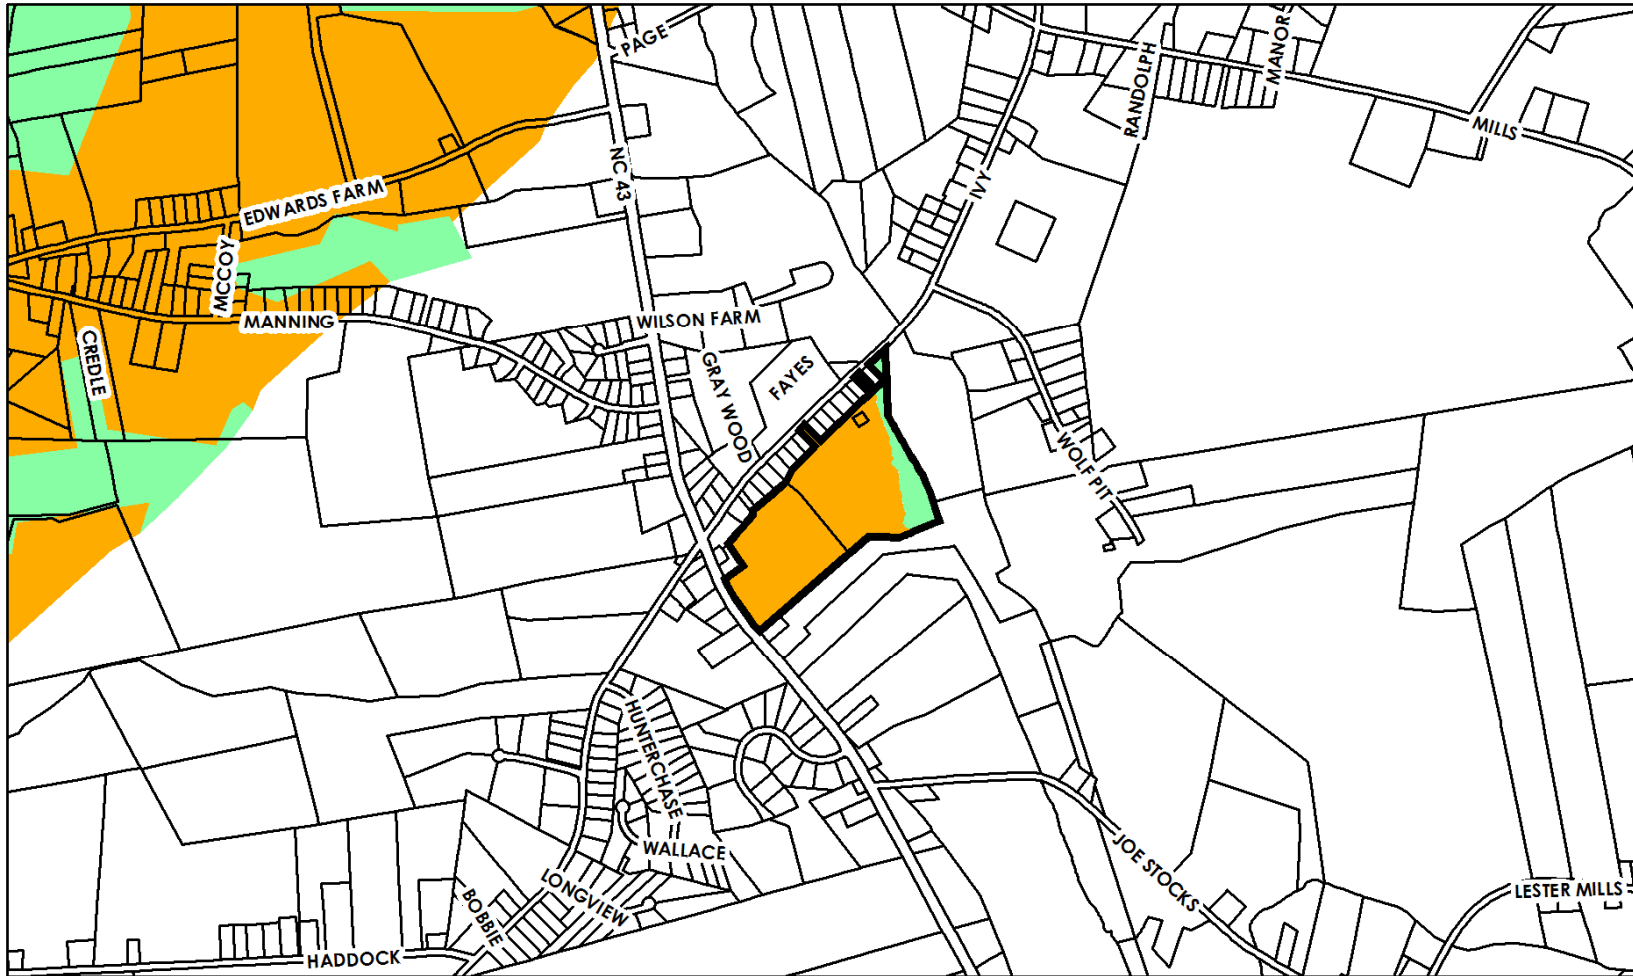 PAGE
RANDOLPH
MANOR
MILLS
NC 43
IVY
EDWARDS FARM
MCCOY
MANNING
CREDLE
WILSON FARM
GRAY WOOD
FAYES
WOLF PIT
HUNTERCHASE
WALLACE
LONGVIEW
BOBBIE
HADDOCK
JOE STOCKS
LESTER MILLS